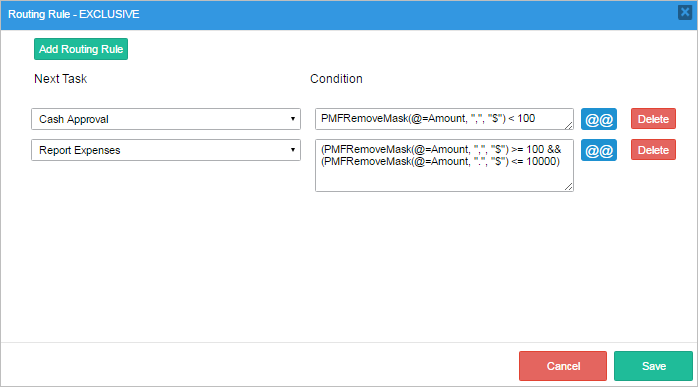 Routing Rule - EXCLUSIVE
Add Routing Rule
Next Task Condition
Cash Approval PMFRemoveMask(@=Amount, ",", "$") < 100 @@ Delete
Report Expenses (PMFRemoveMask(@=Amount, ",", "$") >= 100 && @@ Delete
(PMFRemoveMask(@=Amount, ".", "$") <= 10000)
Cancel Save